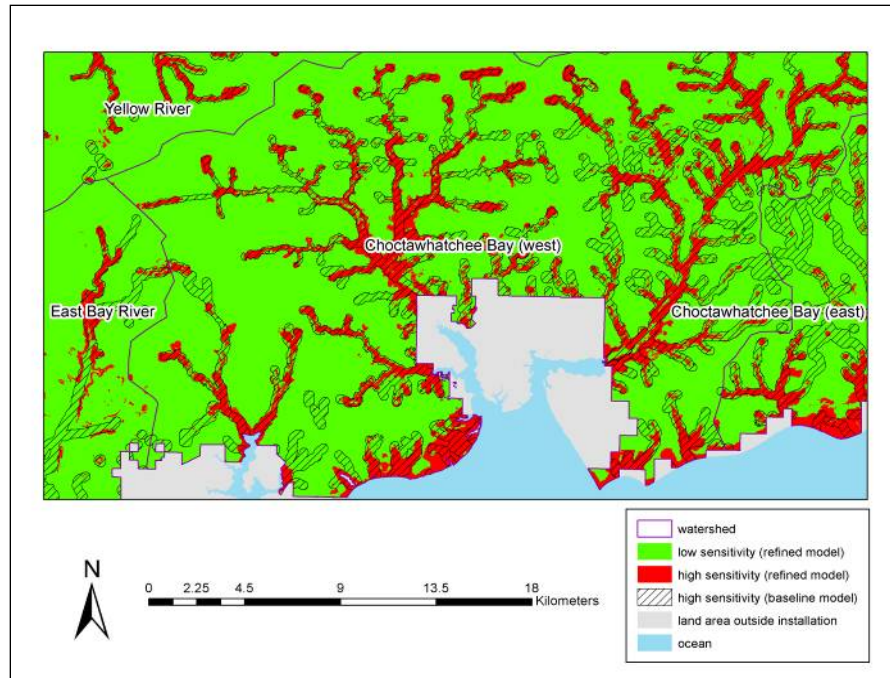 Yellow River
Choctawhatchee Bay (west)
East Bay River
Choctawhatchee Bay (east)
N
0 2.25 4.5 9 13.5 18
Kilometers
watershed
low sensitivity (refined model)
high sensitivity (refined model)
high sensitivity (baseline model)
land area outside installation
ocean